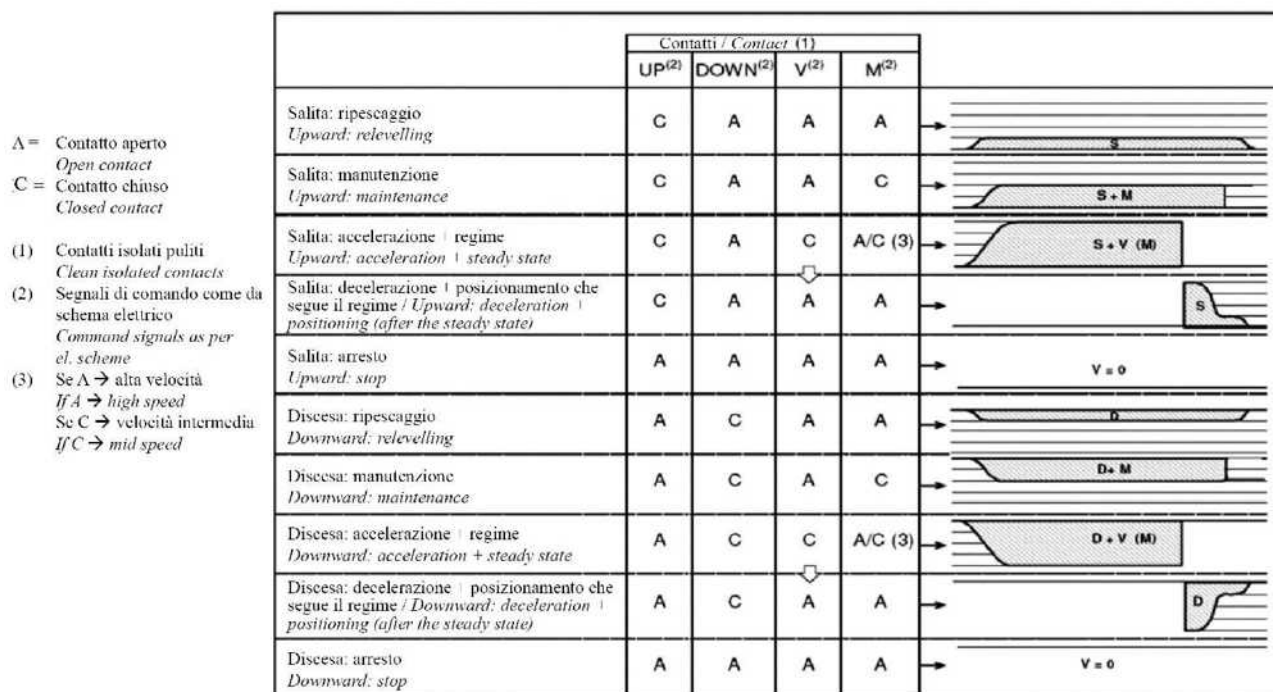 A = Contatto aperto
Open contact
C = Contatto chiuso
Closed contact
(1) Contatti isolati puliti
Clean isolated contacts
(2) Segnali di comando come da
schema elettrico
Command signals as per
el. scheme
(3) Se A → alta velocità
If A → high speed
Se C → velocità intermedia
If C → mid speed
Contatti / Contact (1)
UP(2) DOWN(2) V(2) M(2)
Salita: ripescaggio
Upward: relevelling
C A A A S
Salita: manutenzione
Upward: maintenance
C A A C S + M
Salita: accelerazione + regime
Upward: acceleration + steady state
C A C A/C (3) S + V (M)
Salita: decelerazione + posizionamento che
segue il regime / Upward: deceleration +
positioning (after the steady state)
C A A A S
Salita: arresto
Upward: stop
A A A A V = 0
Discesa: ripescaggio
Downward: relevelling
A C A A D
Discesa: manutenzione
Downward: maintenance
A C A C D+ M
Discesa: accelerazione + regime
Downward: acceleration + steady state
A C C A/C (3) D + V (M)
Discesa: decelerazione + posizionamento che
segue il regime / Downward: deceleration +
positioning (after the steady state)
A C A A D
Discesa: arresto
Downward: stop
A A A A V = 0